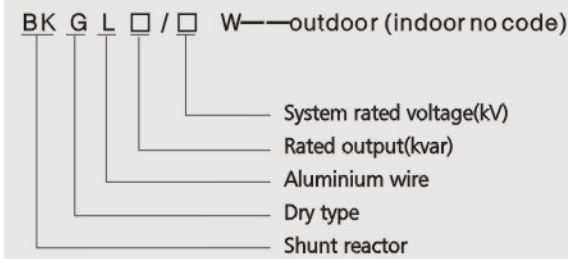 BK G L □ / □ W——outdoor (indoor no code)
System rated voltage(kV)
Rated output(kvar)
Aluminium wire
Dry type
Shunt reactor